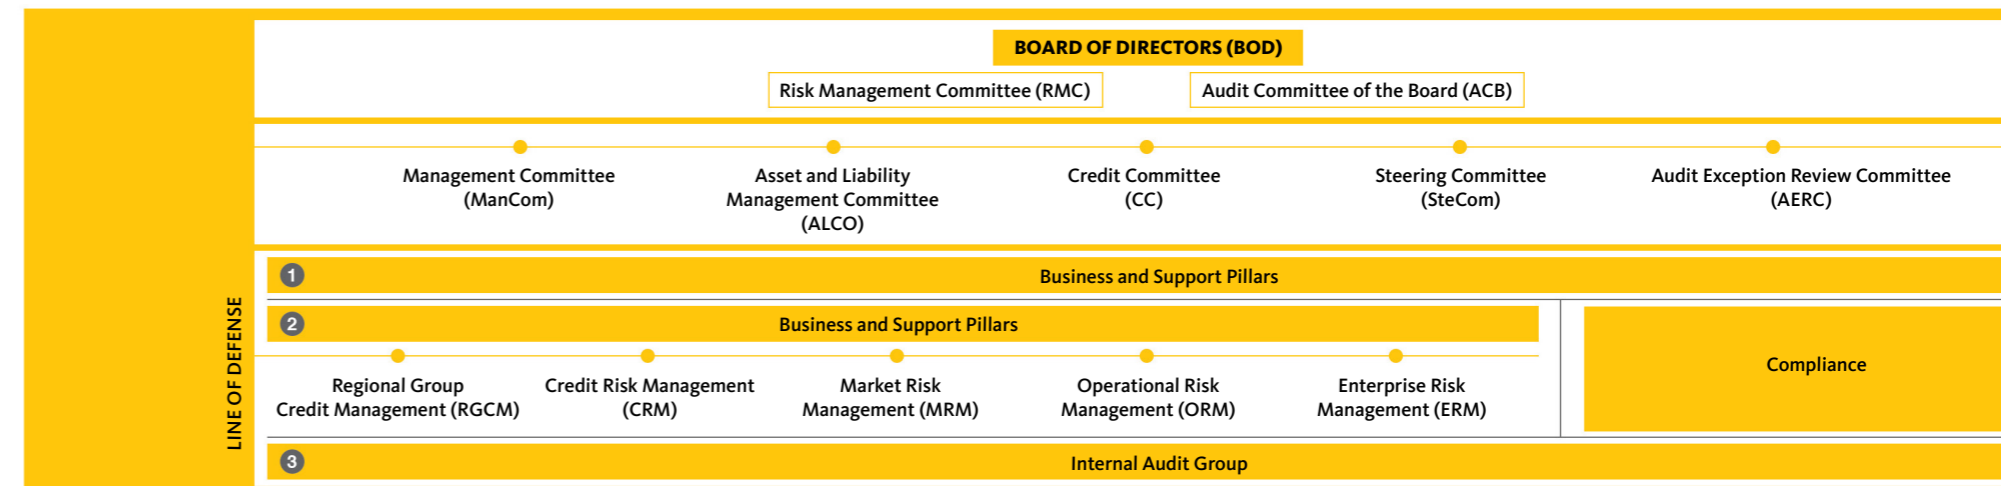 BOARD OF DIRECTORS (BOD)
Risk Management Committee (RMC)
Audit Committee of the Board (ACB)
Management Committee
(ManCom)
Asset and Liability
Management Committee
(ALCO)
Credit Committee
(CC)
Steering Committee
(SteCom)
Audit Exception Review Committee
(AERC)
LINE OF DEFENSE
1
Business and Support Pillars
2
Business and Support Pillars
Regional Group
Credit Management (RGCM)
Credit Risk Management
(CRM)
Market Risk
Management (MRM)
Operational Risk
Management (ORM)
Enterprise Risk
Management (ERM)
Compliance
3
Internal Audit Group